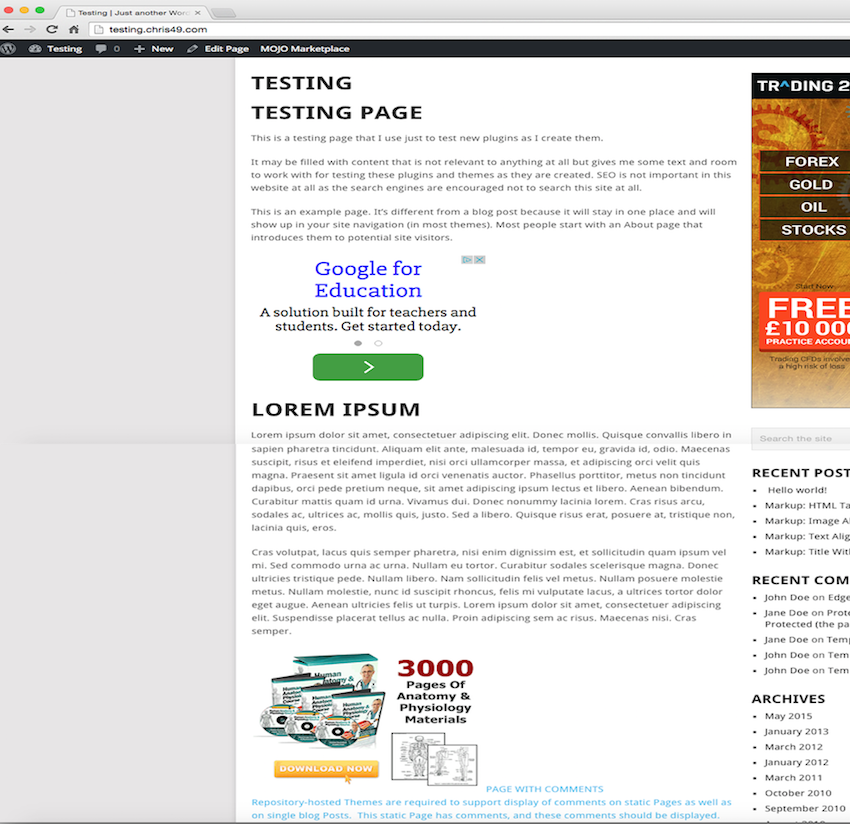 Testing | Just another Wor
testing.chris49.com
Testing 0 New Edit Page MOJO Marketplace
TESTING
TESTING PAGE
This is a testing page that I use just to test new plugins as I create them.
It may be filled with content that is not relevant to anything at all but gives me some text and room
to work with for testing these plugins and themes as they are created. SEO is not important in this
website at all as the search engines are encouraged not to search this site at all.
This is an example page. It's different from a blog post because it will stay in one place and will
show up in your site navigation (in most themes). Most people start with an About page that
introduces them to potential site visitors.
Google for
Education
A solution built for teachers and
students. Get started today.
LOREM IPSUM
Lorem ipsum dolor sit amet, consectetuer adipiscing elit. Donec mollis. Quisque convallis libero in
sapien pharetra tincidunt. Aliquam elit ante, malesuada id, tempor eu, gravida id, odio. Maecenas
suscipit, risus et eleifend imperdiet, nisi orci ullamcorper massa, et adipiscing orci velit quis
magna. Praesent sit amet ligula id orci venenatis auctor. Phasellus porttitor, metus non tincidunt
dapibus, orci pede pretium neque, sit amet adipiscing ipsum lectus et libero. Aenean bibendum.
Curabitur mattis quam id urna. Vivamus dui. Donec nonummy lacinia lorem. Cras risus arcu,
sodales ac, ultrices ac, mollis quis, justo. Sed a libero. Quisque risus erat, posuere at, tristique non,
lacinia quis, eros.
Cras volutpat, lacus quis semper pharetra, nisi enim dignissim est, et sollicitudin quam ipsum vel
mi. Sed commodo urna ac urna. Nullam eu tortor. Curabitur sodales scelerisque magna. Donec
ultricies tristique pede. Nullam libero. Nam sollicitudin felis vel metus. Nullam posuere molestie
metus. Nullam molestie, nunc id suscipit rhoncus, felis mi vulputate lacus, a ultrices tortor dolor
eget augue. Aenean ultricies felis ut turpis. Lorem ipsum dolor sit amet, consectetuer adipiscing
elit. Suspendisse placerat tellus ac nulla. Proin adipiscing sem ac risus. Maecenas nisi. Cras
semper.
Human
Anatomy &
Physiology
Course
3000
Pages Of
Anatomy &
Physiology
Materials
DOWNLOAD NOW
PAGE WITH COMMENTS
Repository-hosted Themes are required to support display of comments on static Pages as well as
on single blog Posts. This static Page has comments, and these comments should be displayed.
TRADING 2
FOREX
GOLD
OIL
STOCKS
Start Now
FREE
£10 000
PRACTICE ACCOU
Trading CFDs involve
a high risk of loss
Search the site
RECENT POST
Hello world!
Markup: HTML Ta
Markup: Image Al
Markup: Text Alig
Markup: Title Wit
RECENT COM
John Doe on Edge
Jane Doe on Prote
Protected (the pa
Jane Doe on Temp
John Doe on Tem
John Doe on Tem
ARCHIVES
May 2015
January 2013
March 2012
January 2012
March 2011
October 2010
September 2010